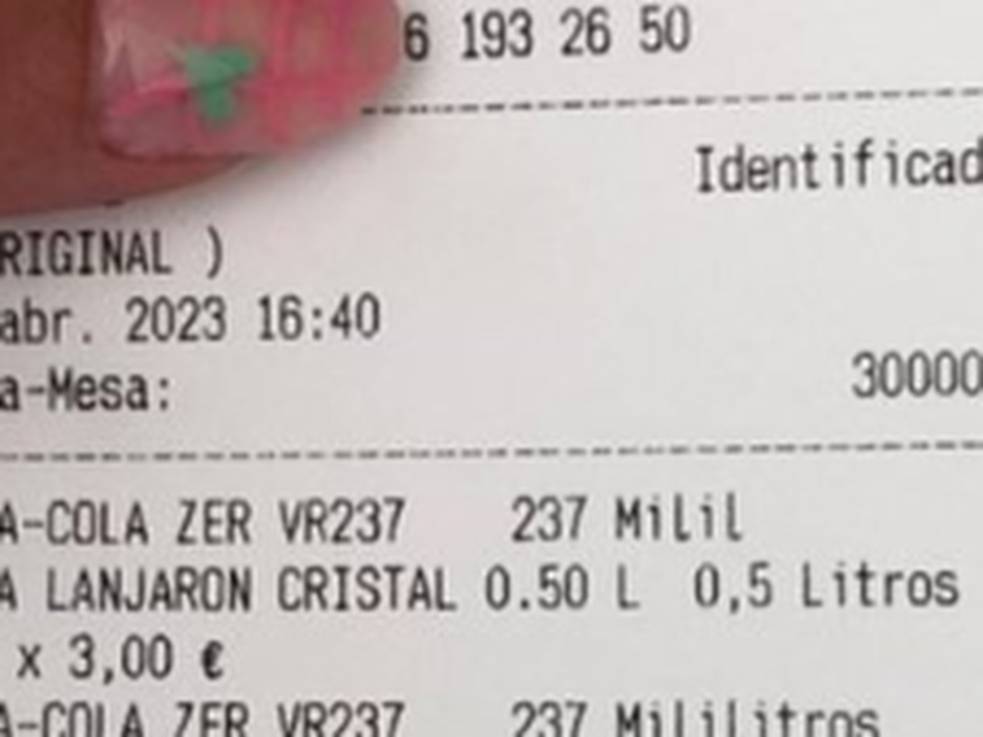 6 193 26 50
Identificad
RIGINAL )
abr. 2023 16:40
a-Mesa: 30000
A-COLA ZER VR237 237 Milil
A LANJARON CRISTAL 0.50 L 0,5 Litros
x 3,00 €
A-COLA ZER VR237 237 Mililitros